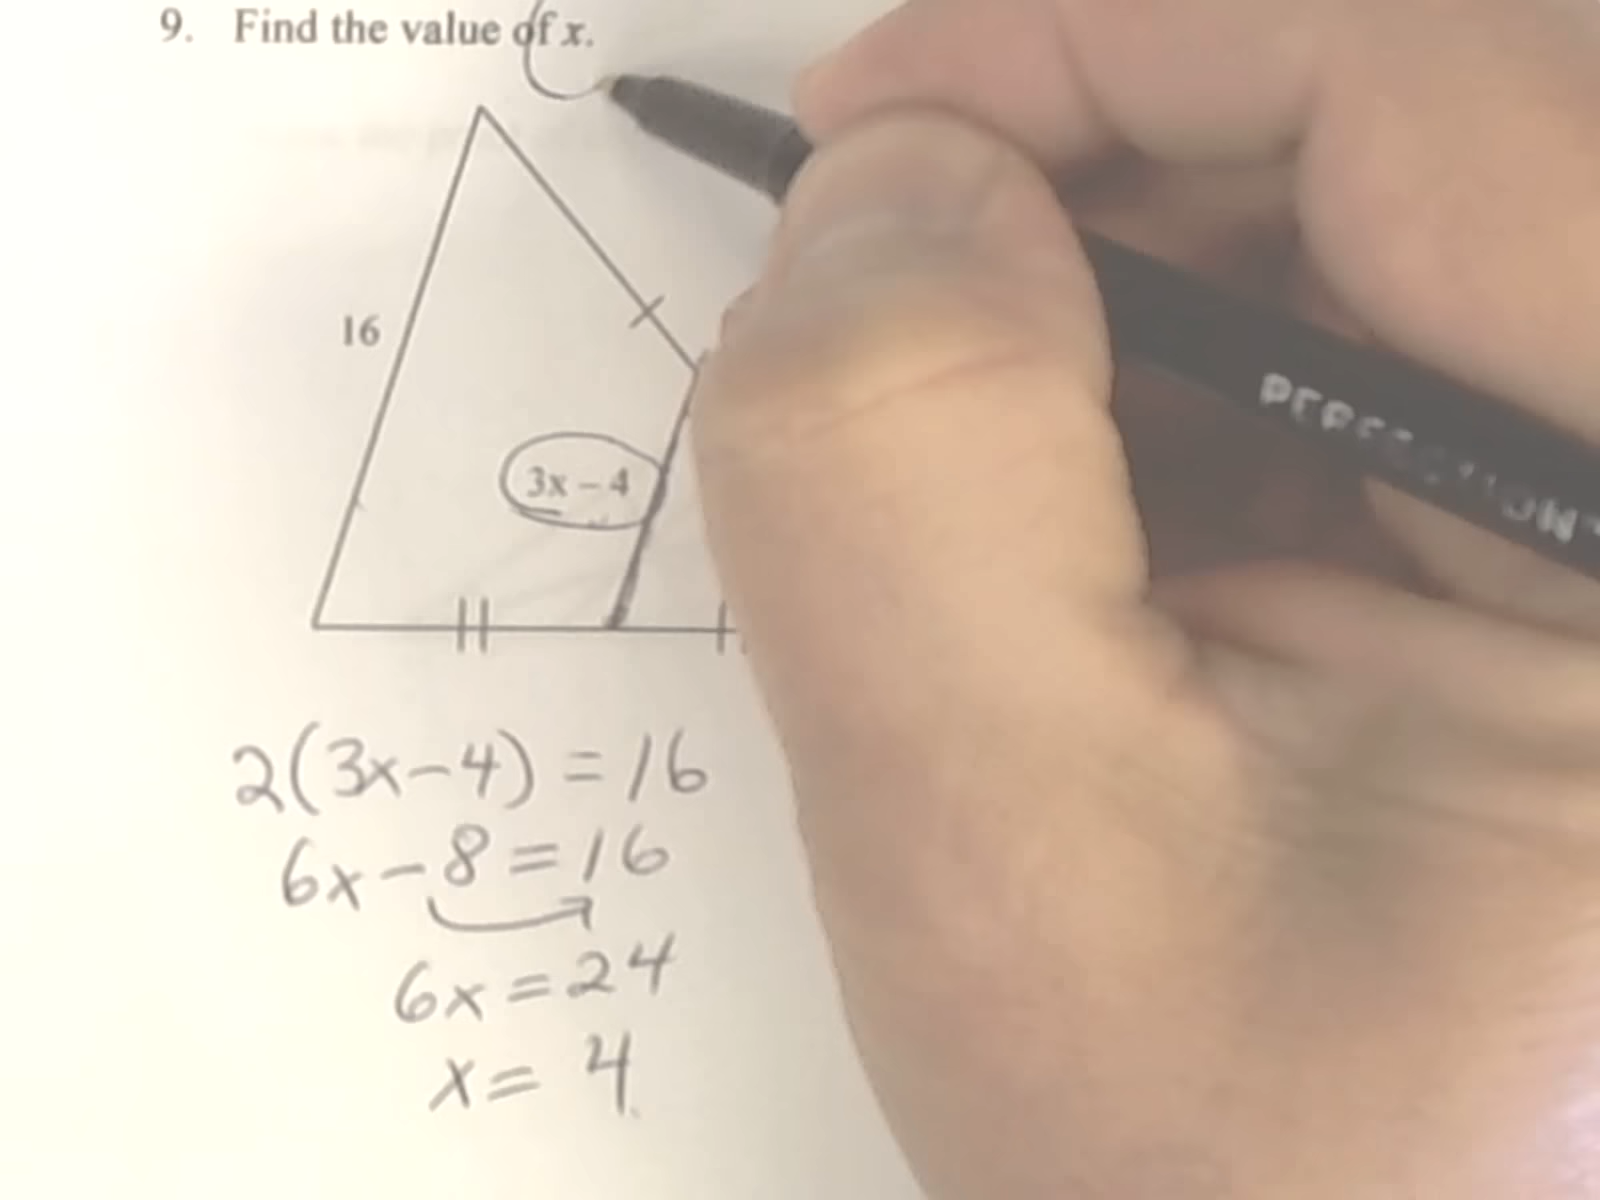 9. Find the value of x.
16
3x – 4
2(3x-4) = 16
6x-8=16
6x=24
x= 4